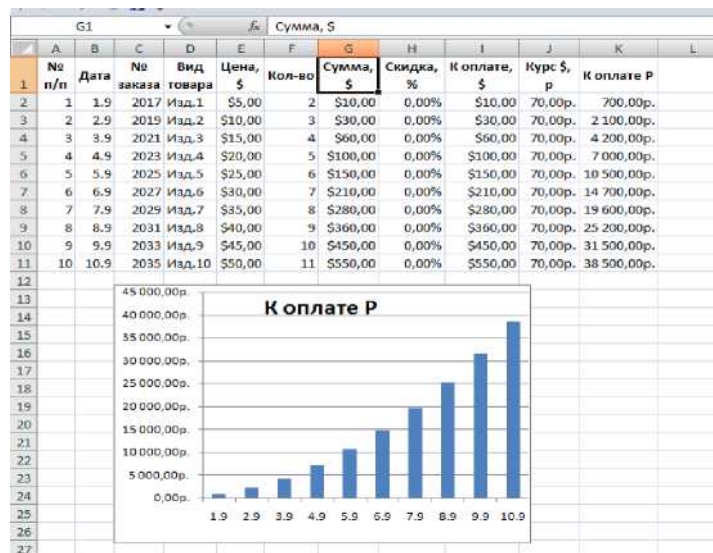 G1 fx Сумма, $
A B C D E F G H I J K L
1 № п/п Дата № заказа Вид товара Цена, $ Кол-во Сумма, $ Скидка, % К оплате, $ Курс $, р К оплате Р
2 1 1.9 2017 Изд.1 $5,00 2 $10,00 0,00% $10,00 70,00р. 700,00р.
3 2 2.9 2019 Изд.2 $10,00 3 $30,00 0,00% $30,00 70,00р. 2 100,00р.
4 3 3.9 2021 Изд.3 $15,00 4 $60,00 0,00% $60,00 70,00р. 4 200,00р.
5 4 4.9 2023 Изд.4 $20,00 5 $100,00 0,00% $100,00 70,00р. 7 000,00р.
6 5 5.9 2025 Изд.5 $25,00 6 $150,00 0,00% $150,00 70,00р. 10 500,00р.
7 6 6.9 2027 Изд.6 $30,00 7 $210,00 0,00% $210,00 70,00р. 14 700,00р.
8 7 7.9 2029 Изд.7 $35,00 8 $280,00 0,00% $280,00 70,00р. 19 600,00р.
9 8 8.9 2031 Изд.8 $40,00 9 $360,00 0,00% $360,00 70,00р. 25 200,00р.
10 9 9.9 2033 Изд.9 $45,00 10 $450,00 0,00% $450,00 70,00р. 31 500,00р.
11 10 10.9 2035 Изд.10 $50,00 11 $550,00 0,00% $550,00 70,00р. 38 500,00р.
12
13 45 000,00р.
К оплате Р
14 40 000,00р.
15 35 000,00р.
16 30 000,00р.
17
18 25 000,00р.
19 20 000,00р.
20
21 15 000,00р.
22 10 000,00р.
23 5 000,00р.
24 0,00р.
25 1.9 2.9 3.9 4.9 5.9 6.9 7.9 8.9 9.9 10.9
26
27